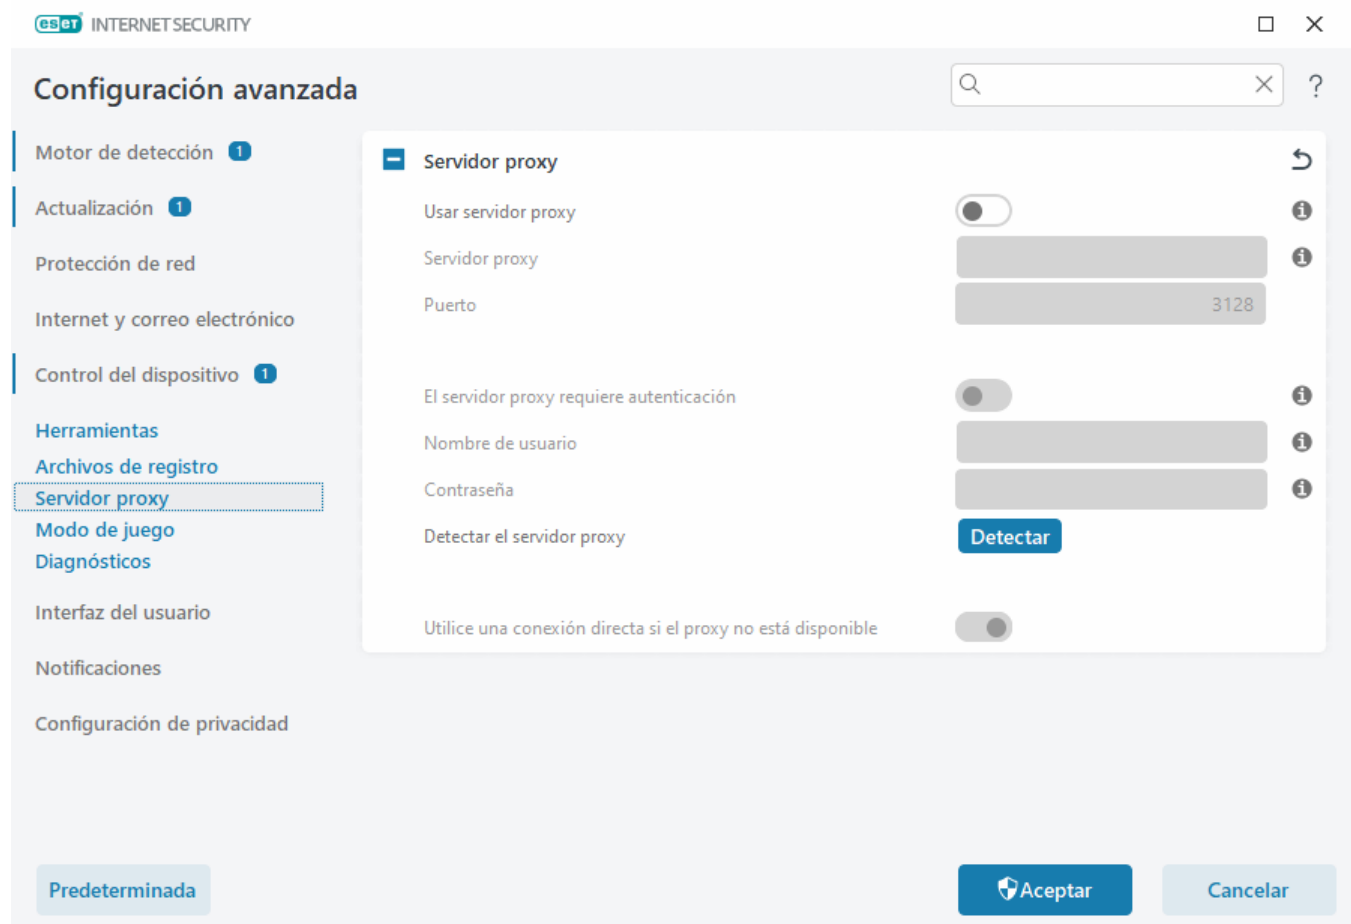 eseT INTERNET SECURITY
Configuración avanzada
?
Motor de detección 1
Actualización 1
Protección de red
Internet y correo electrónico
Control del dispositivo 1
Herramientas
Archivos de registro
Servidor proxy
Modo de juego
Diagnósticos
Interfaz del usuario
Notificaciones
Configuración de privacidad
Servidor proxy
Usar servidor proxy
Servidor proxy
Puerto 3128
El servidor proxy requiere autenticación
Nombre de usuario
Contraseña
Detectar el servidor proxy Detectar
Utilice una conexión directa si el proxy no está disponible
Predeterminada
Aceptar
Cancelar